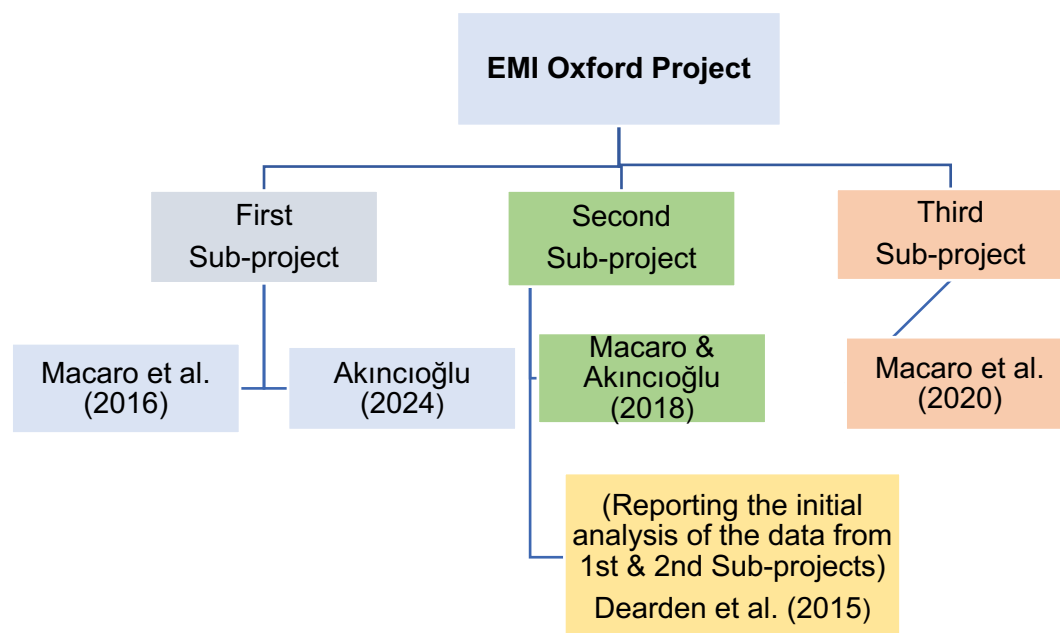 EMI Oxford Project
First
Sub-project
Second
Sub-project
Third
Sub-project
Macaro et al.
(2016)
Akıncıoğlu
(2024)
Macaro &
Akıncıoğlu
(2018)
Macaro et al.
(2020)
(Reporting the initial
analysis of the data from
1st & 2nd Sub-projects)
Dearden et al. (2015)